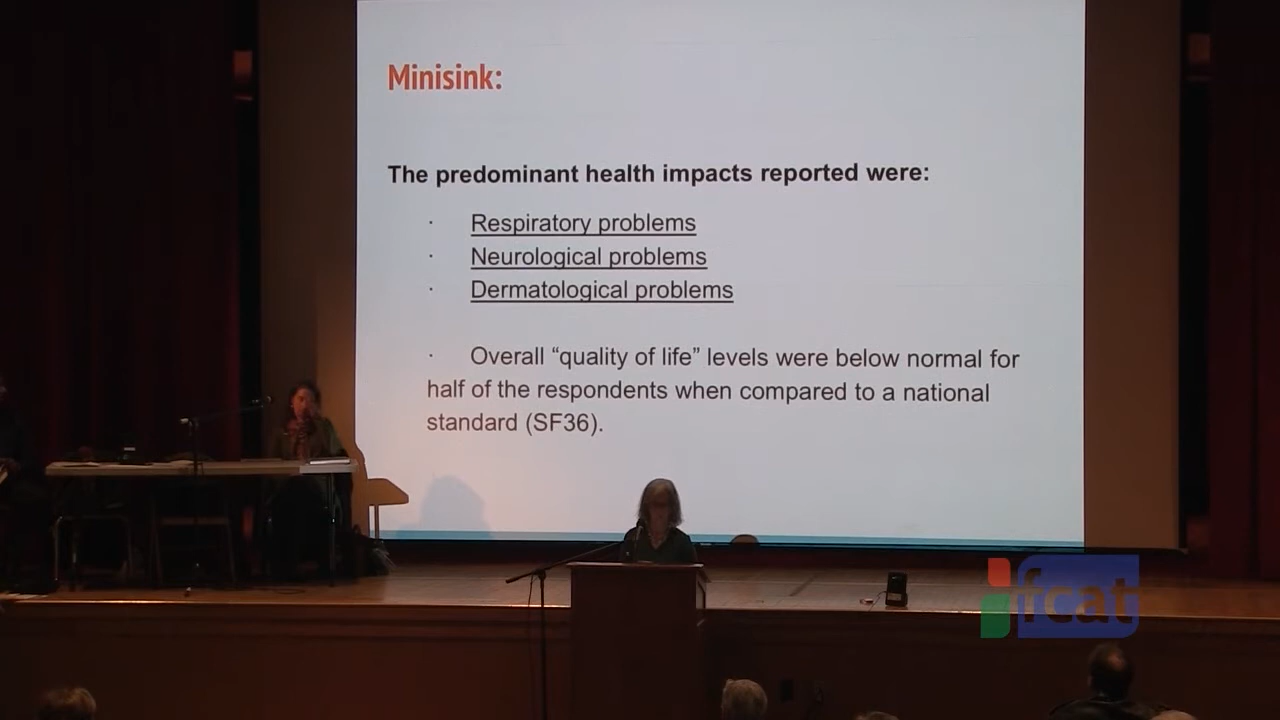 Minisink:
The predominant health impacts reported were:
· Respiratory problems
· Neurological problems
· Dermatological problems
· Overall “quality of life” levels were below normal for
half of the respondents when compared to a national
standard (SF36).
fcat